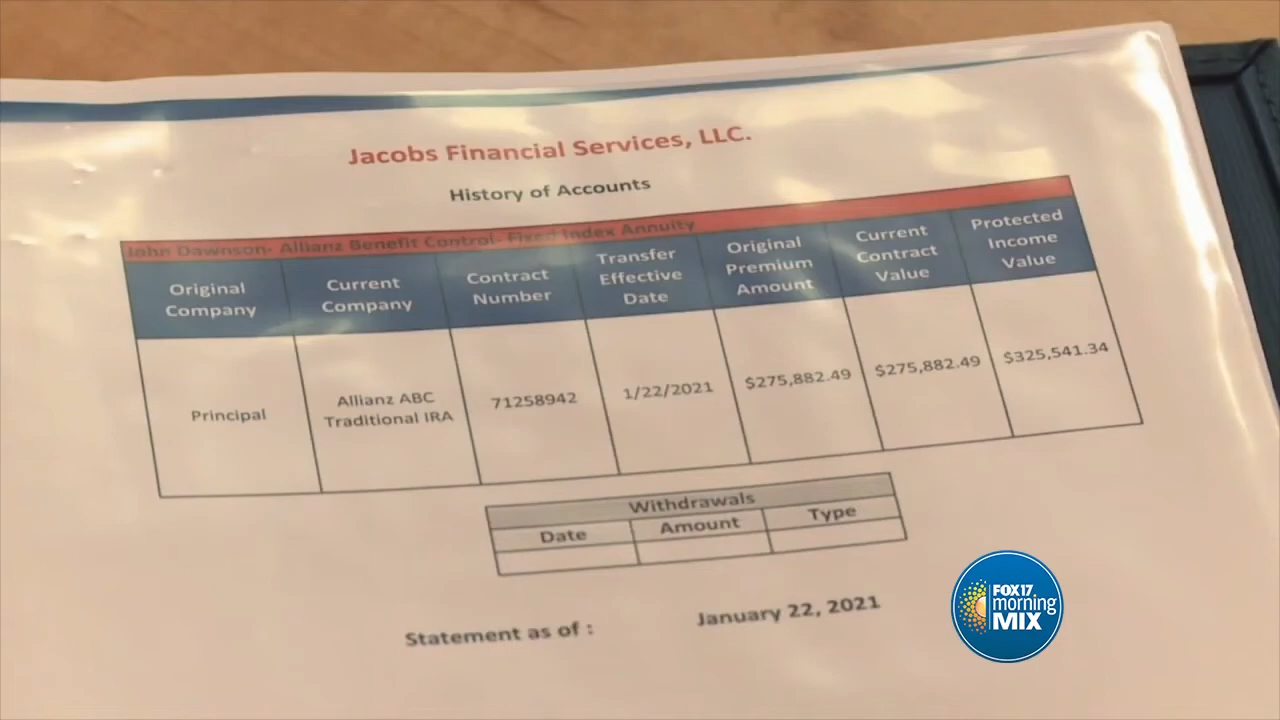 Jacobs Financial Services, LLC.
History of Accounts
John Dawnson- Allianz Benefit Control- Fixed Index Annuity
Original Company
Current Company
Contract Number
Transfer Effective Date
Original Premium Amount
Current Contract Value
Protected Income Value
Principal
Allianz ABC Traditional IRA
71258942
1/22/2021
$275,882.49
$275,882.49
$325,541.34
Withdrawals
Date Amount Type
Statement as of : January 22, 2021
FOX17
morning
MIX